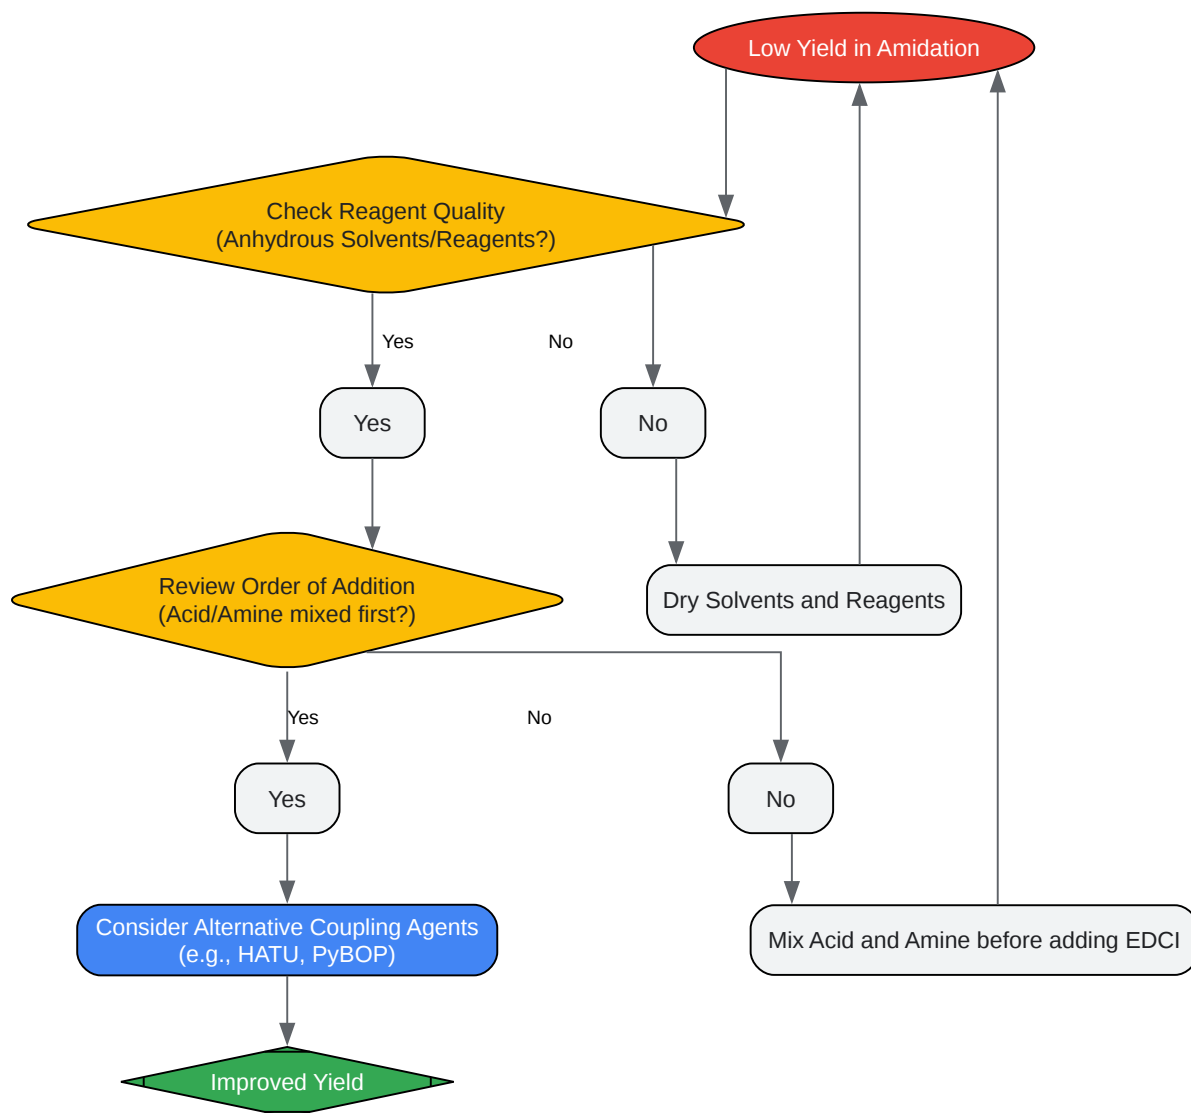 Low Yield in Amidation
Check Reagent Quality
(Anhydrous Solvents/Reagents?)
Yes
No
Yes
No
Review Order of Addition
(Acid/Amine mixed first?)
Dry Solvents and Reagents
Yes
No
Yes
No
Consider Alternative Coupling Agents
(e.g., HATU, PyBOP)
Mix Acid and Amine before adding EDCI
Improved Yield